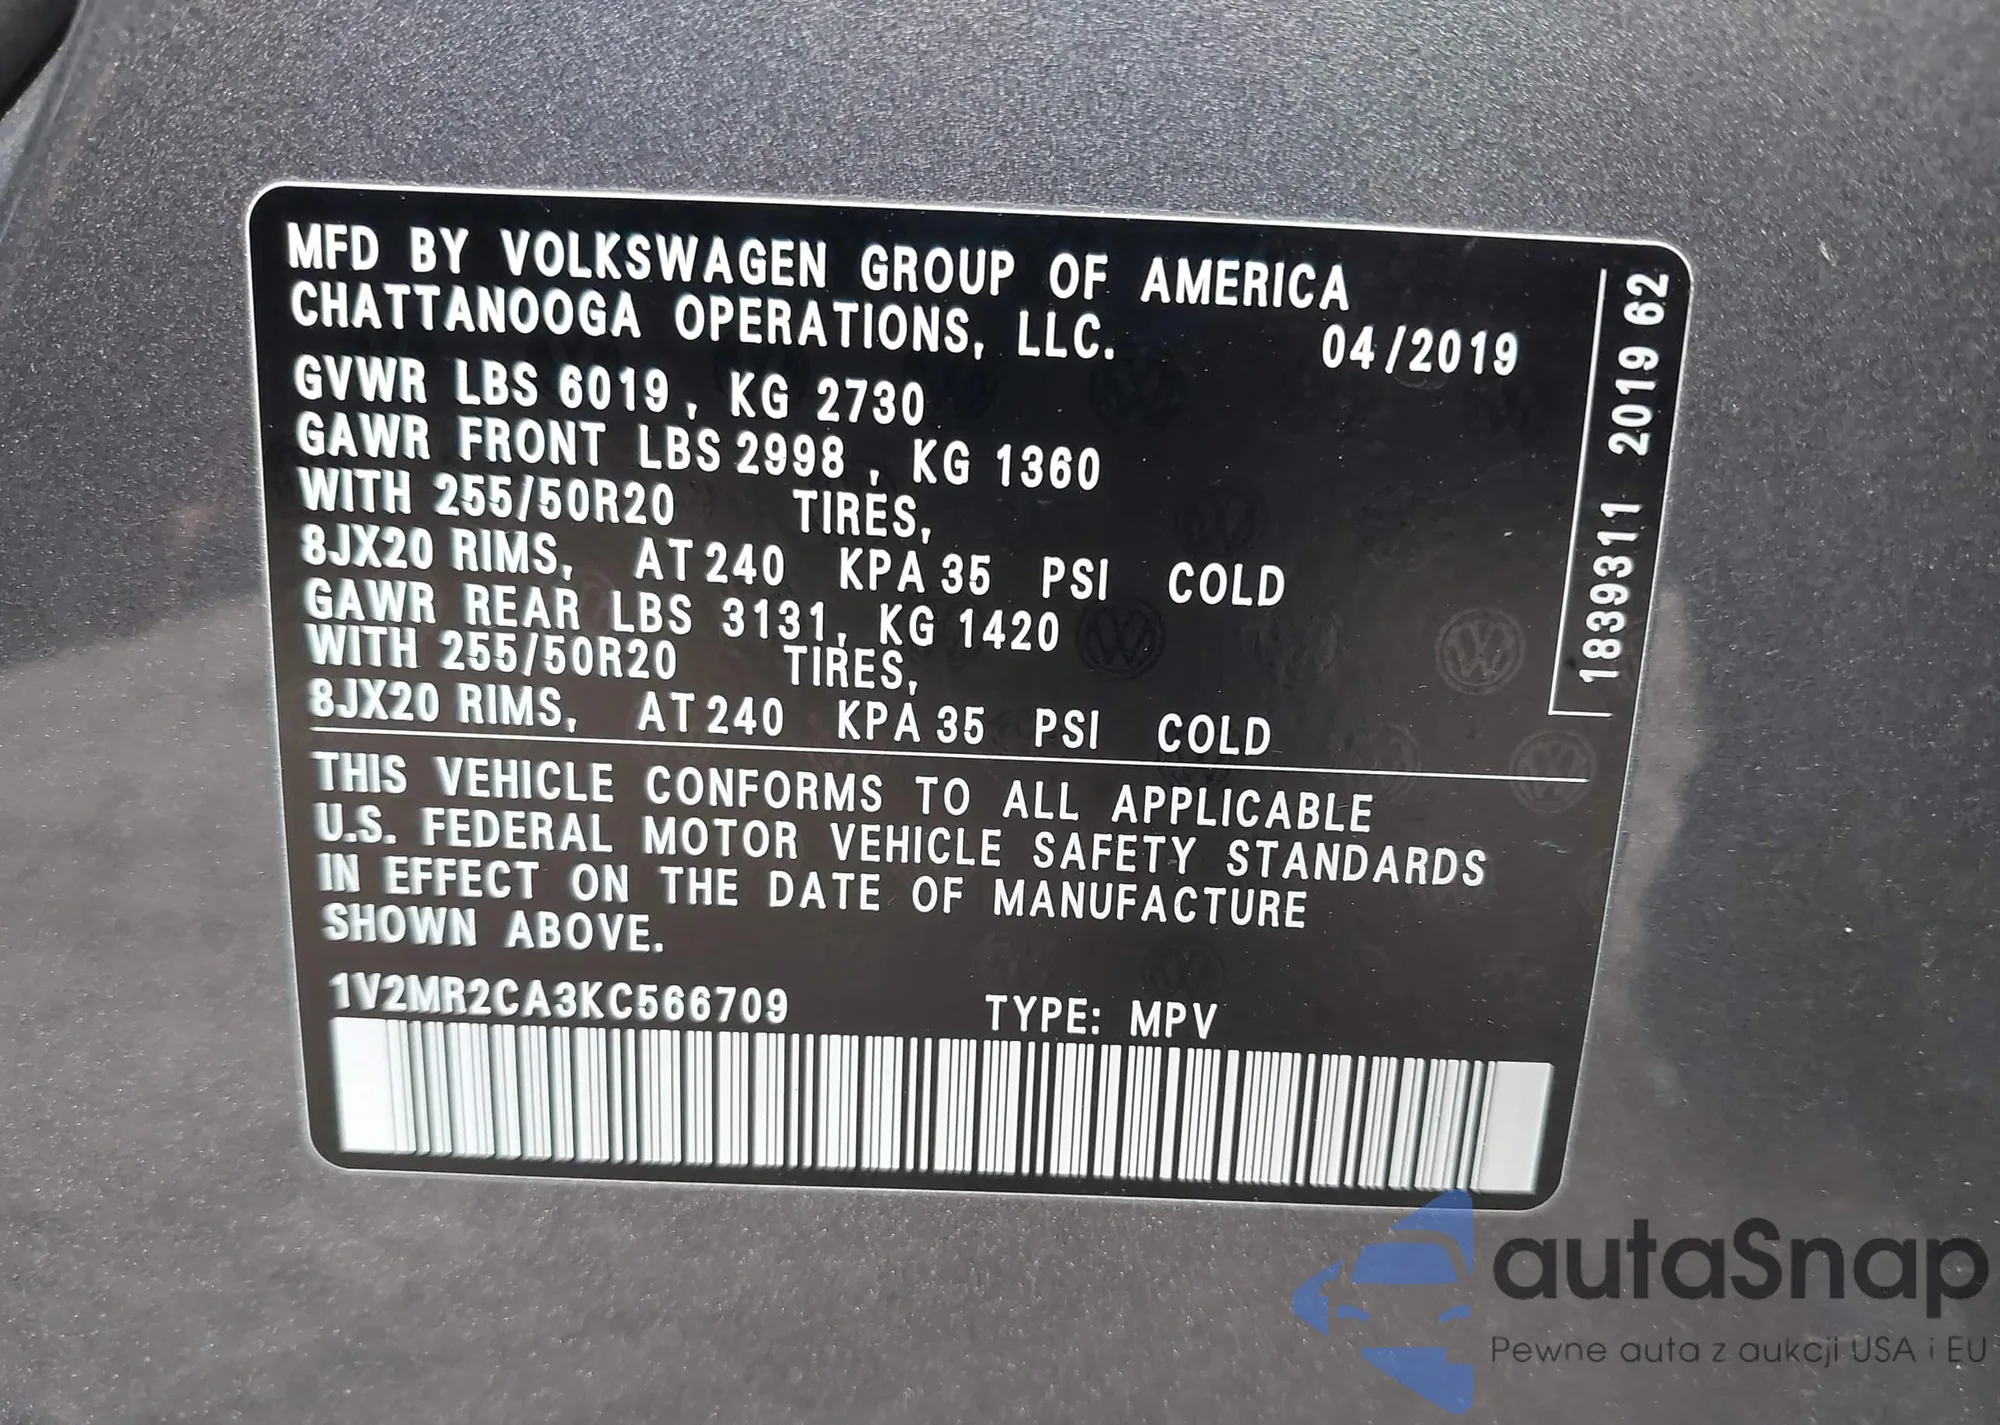 MFD BY VOLKSWAGEN GROUP OF AMERICA
CHATTANOOGA OPERATIONS, LLC. 04/2019
GVWR LBS 6019, KG 2730
GAWR FRONT LBS 2998, KG 1360
WITH 255/50R20 TIRES,
8JX20 RIMS, AT 240 KPA 35 PSI COLD
GAWR REAR LBS 3131, KG 1420
WITH 255/50R20 TIRES,
8JX20 RIMS, AT 240 KPA 35 PSI COLD
THIS VEHICLE CONFORMS TO ALL APPLICABLE
U.S. FEDERAL MOTOR VEHICLE SAFETY STANDARDS
IN EFFECT ON THE DATE OF MANUFACTURE
SHOWN ABOVE.
1V2MR2CA3KC566709 TYPE: MPV
1839311 2019 62
autaSnap
Pewne auta z aukcji USA i EU